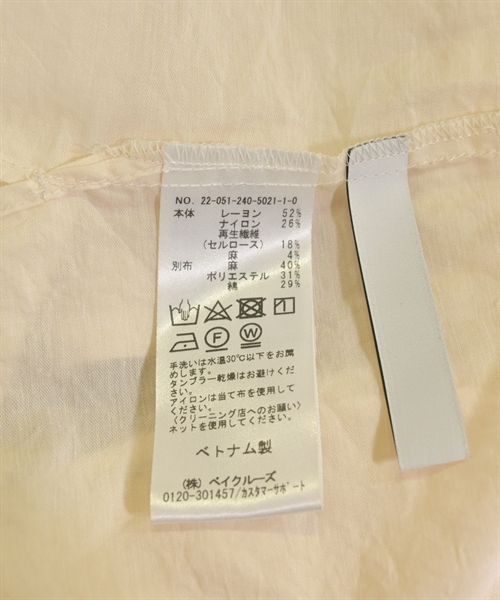 NO. 22-051-240-5021-1-0
本体 レーヨン 52%
ナイロン 26%
再生繊維
(セルロース) 18%
麻 4%
別布 麻 40%
ポリエステル 31%
綿 29%
手洗いは水温30℃以下をお薦
めします。
タンブラー乾燥はお避けくだ
さい。
アイロンは当て布を使用して
ください。
〈クリーニング店へのお願い〉
ネットを使用してください。
ベトナム製
(株) ベイクルーズ
0120-301457/カスタマーサポート